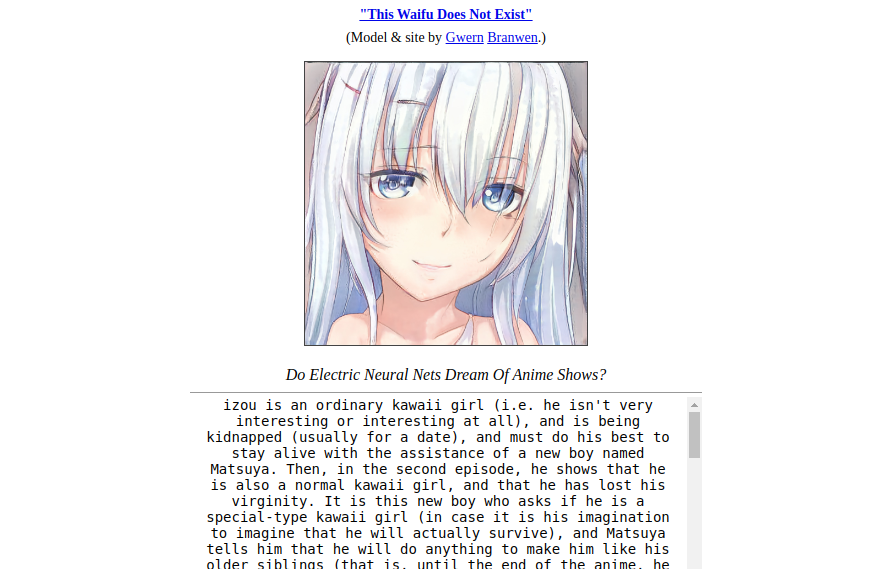 "This Waifu Does Not Exist"
(Model & site by Gwern Branwen.)
Do Electric Neural Nets Dream Of Anime Shows?
izou is an ordinary kawaii girl (i.e. he isn't very
interesting or interesting at all), and is being
kidnapped (usually for a date), and must do his best to
stay alive with the assistance of a new boy named
Matsuya. Then, in the second episode, he shows that he
is also a normal kawaii girl, and that he has lost his
virginity. It is this new boy who asks if he is a
special-type kawaii girl (in case it is his imagination
to imagine that he will actually survive), and Matsuya
tells him that he will do anything to make him like his
older siblings (that is, until the end of the anime, he